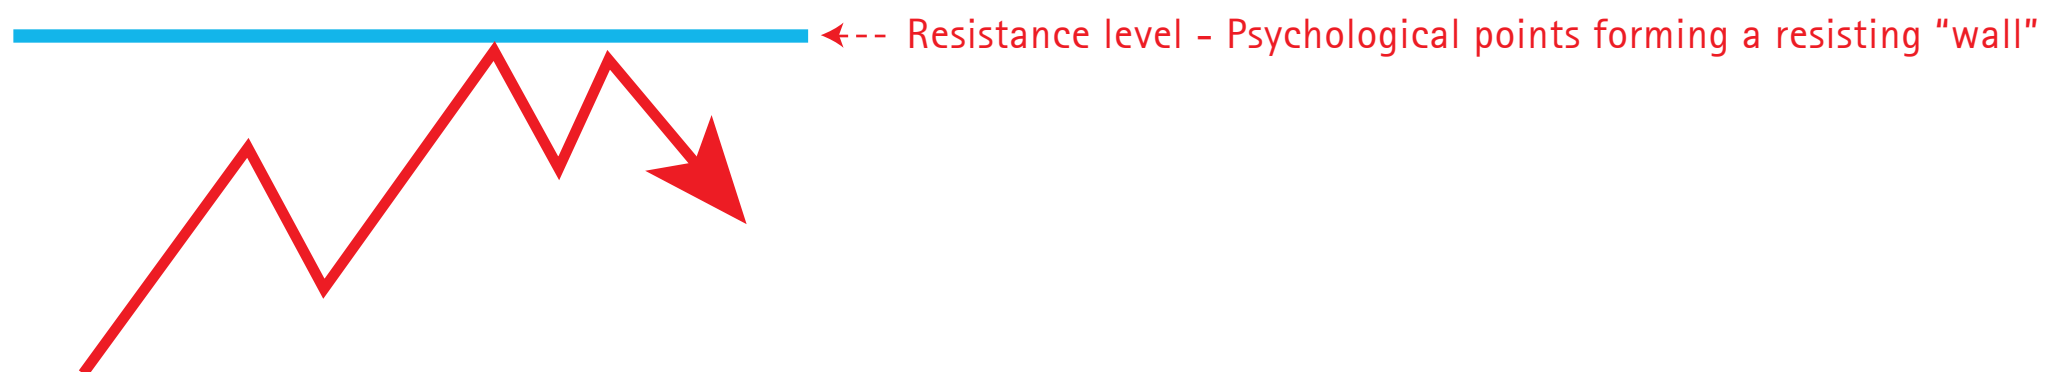 Resistance level - Psychological points forming a resisting “wall”